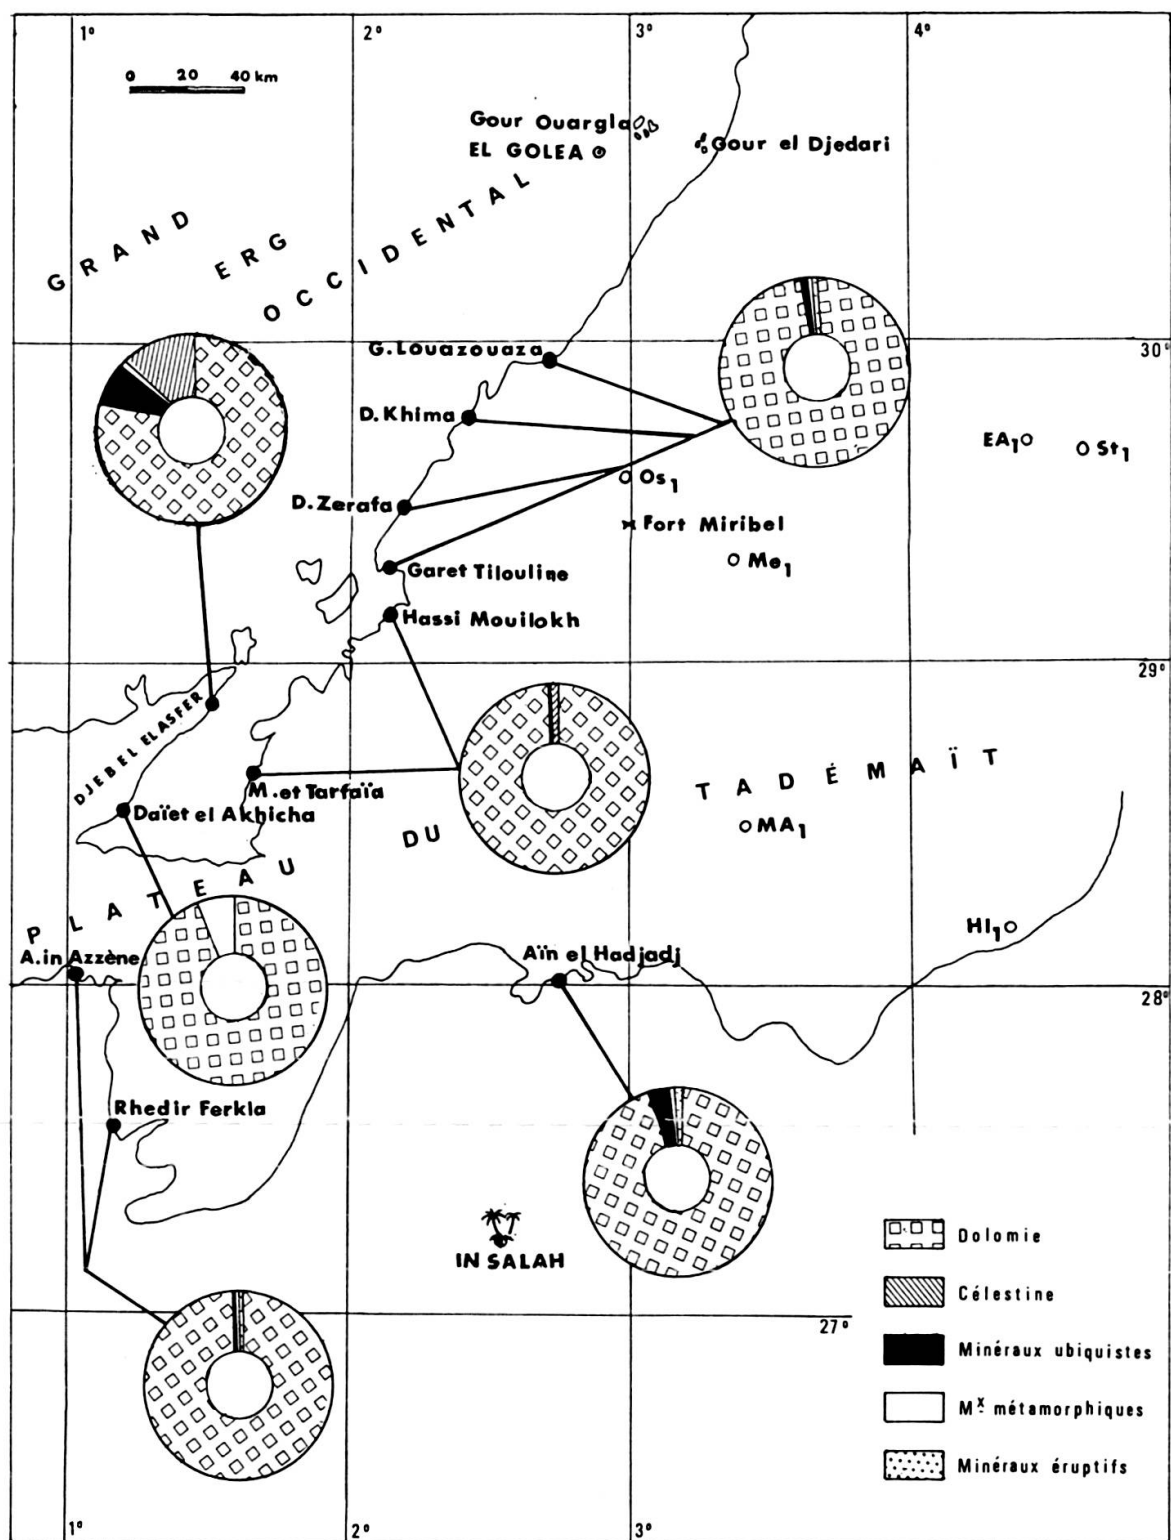 1° 2° 3° 4°
0 20 40 km
Gour Ouargla
EL GOLEA
Gour el Djedari
GRAND
ERG
OCCIDENTAL
G. Louazouaza
30°
D. Khima
EA1
St1
Os1
D. Zerafa
Fort Miribel
Me1
Garet Tilouline
Hassi Mouilokh
29°
DJEBEL EL ASFER
M. et Tarfaïa
Daïet el Akhicha
PLATEAU DU TADÉMAÏT
MA1
HI1
A. in Azzène
Aïn el Hadjadj
28°
Rhedir Ferkla
IN SALAH
Dolomie
Célestine
27°
Minéraux ubiquistes
Mx métamorphiques
Minéraux éruptifs
1° 2° 3°